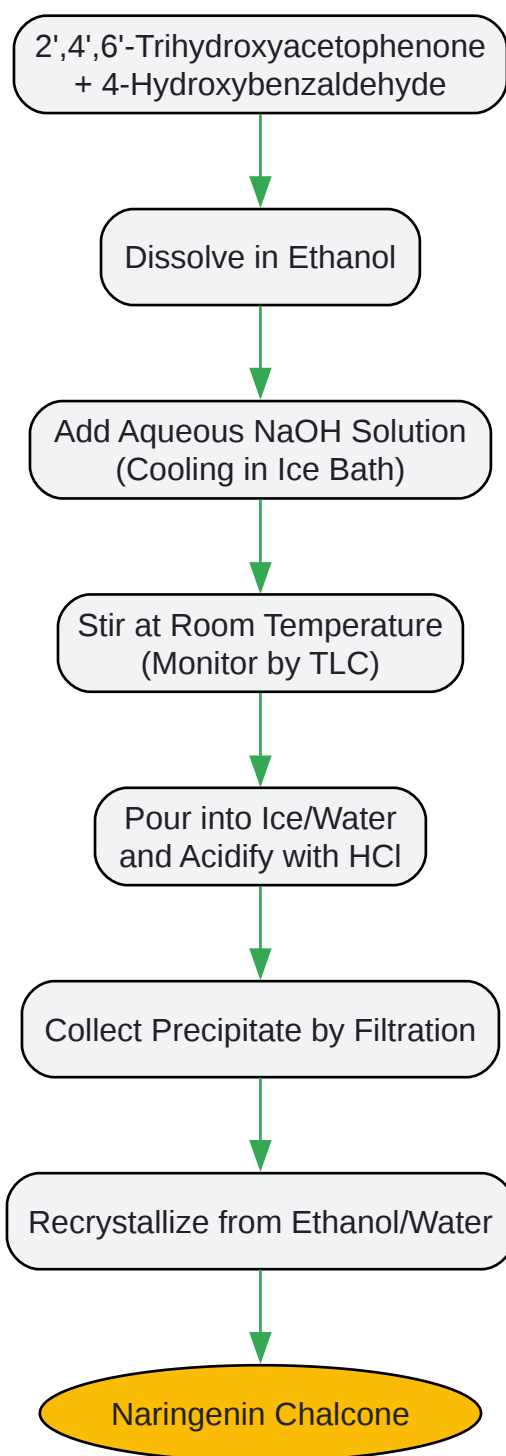 2',4',6'-Trihydroxyacetophenone
+ 4-Hydroxybenzaldehyde
Dissolve in Ethanol
Add Aqueous NaOH Solution
(Cooling in Ice Bath)
Stir at Room Temperature
(Monitor by TLC)
Pour into Ice/Water
and Acidify with HCl
Collect Precipitate by Filtration
Recrystallize from Ethanol/Water
Naringenin Chalcone